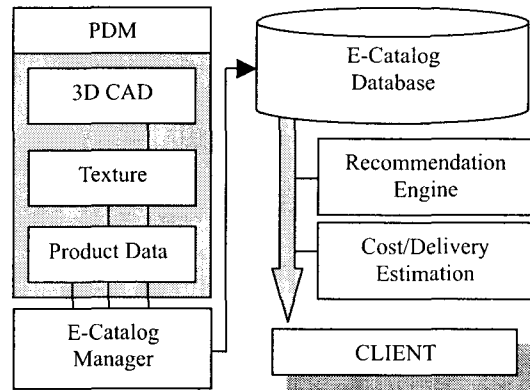 PDM
3D CAD
Texture
Product Data
E-Catalog
Manager
E-Catalog
Database
Recommendation
Engine
Cost/Delivery
Estimation
CLIENT